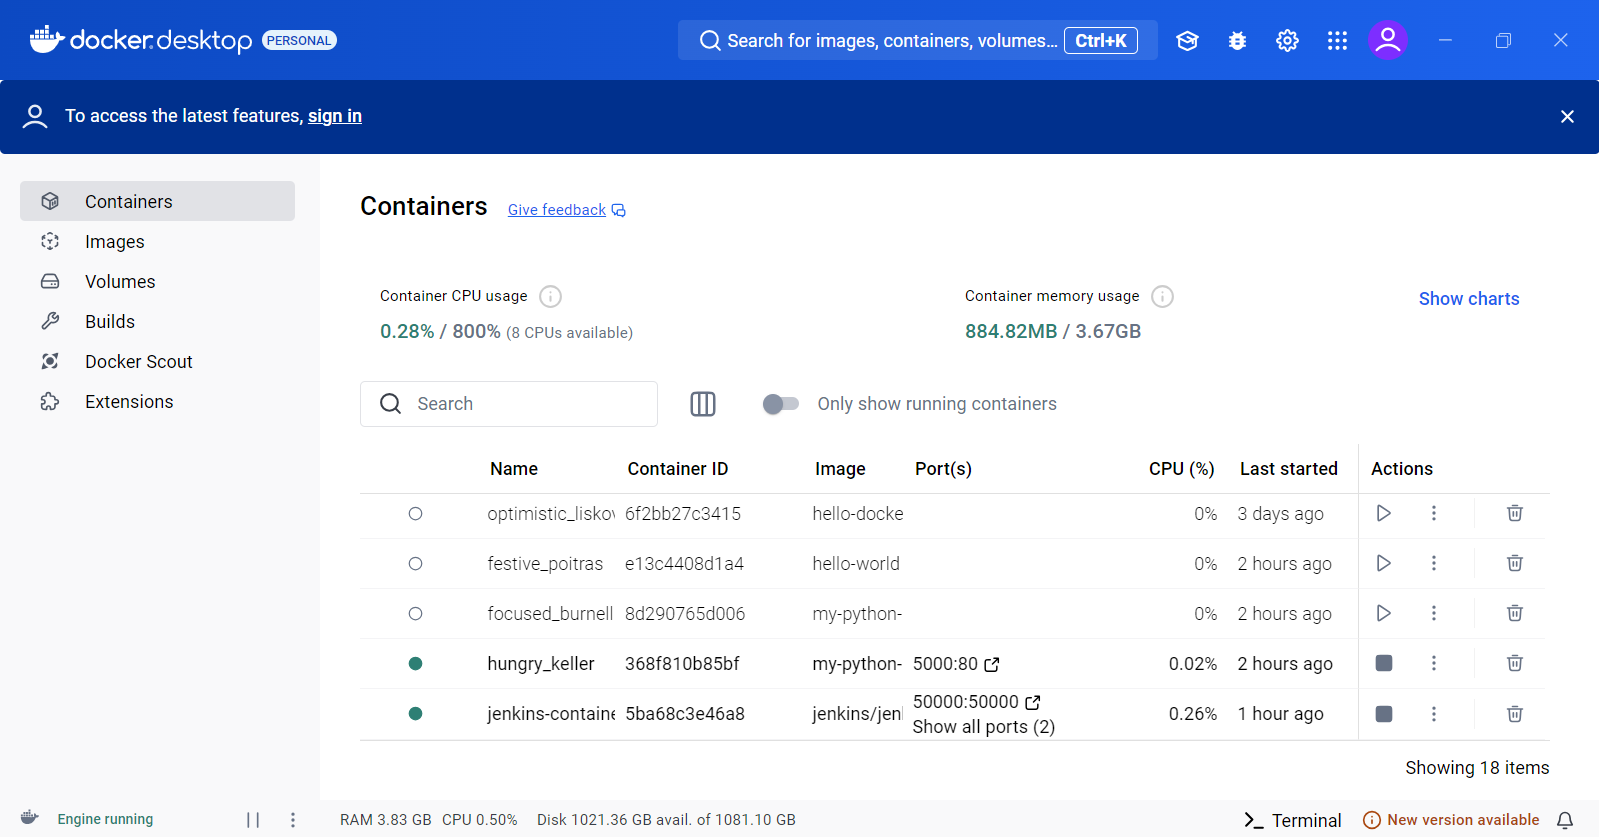 docker desktop PERSONAL
Search for images, containers, volumes... Ctrl+K
To access the latest features, sign in
Containers
Images
Volumes
Builds
Docker Scout
Extensions
Containers Give feedback
Container CPU usage
0.28% / 800% (8 CPUs available)
Container memory usage
884.82MB / 3.67GB
Show charts
Search
Only show running containers
Name Container ID Image Port(s) CPU (%) Last started Actions
optimistic_liskov 6f2bb27c3415 hello-docke 0% 3 days ago
festive_poitras e13c4408d1a4 hello-world 0% 2 hours ago
focused_burnell 8d290765d006 my-python- 0% 2 hours ago
hungry_keller 368f810b85bf my-python- 5000:80 0.02% 2 hours ago
jenkins-containe 5ba68c3e46a8 jenkins/jen 50000:50000 0.26% 1 hour ago
Show all ports (2)
Showing 18 items
Engine running RAM 3.83 GB CPU 0.50% Disk 1021.36 GB avail. of 1081.10 GB Terminal New version available